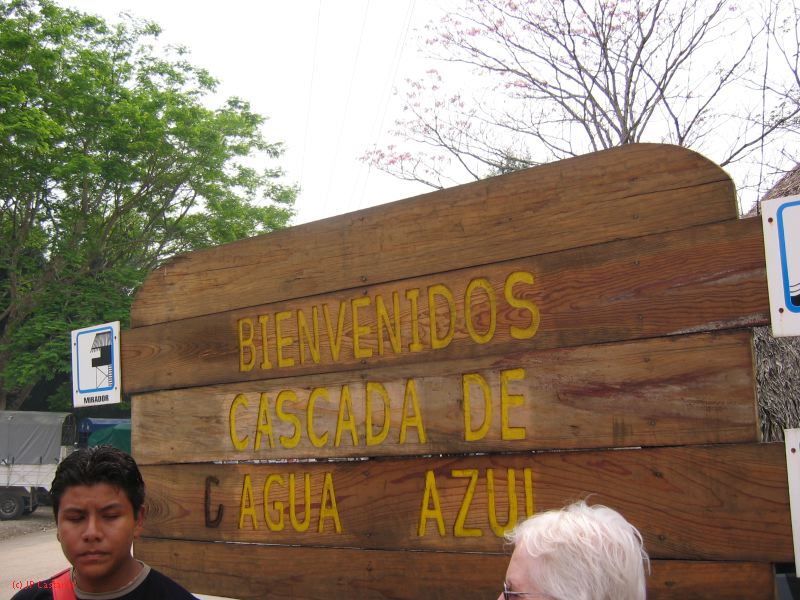 BIENVENIDOS
CASCADA DE
C AGUA AZUL
MIRADOR